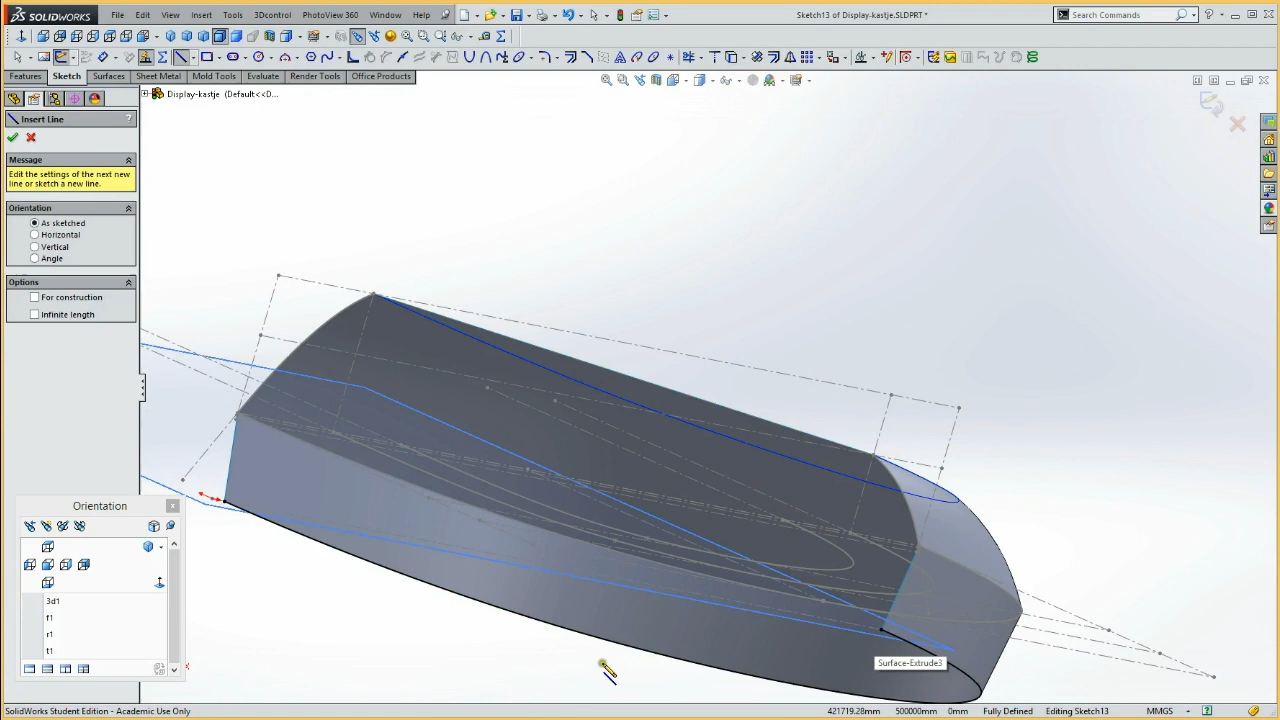 SOLIDWORKS File Edit View Insert Tools 3Dcontrol PhotoView 360 Window Help Sketch13 of Display-kastje.SLDPRT * Search Commands
Features Sketch Surfaces Sheet Metal Mold Tools Evaluate Render Tools Office Products
Display-kastje (Default<<D...
Insert Line ?
Message
Edit the settings of the next new
line or sketch a new line.
Orientation
As sketched
Horizontal
Vertical
Angle
Options
For construction
Infinite length
Orientation
3d1
f1
r1
t1
Surface-Extrude3
SolidWorks Student Edition - Academic Use Only 421719.28mm 500000mm 0mm Fully Defined Editing Sketch13 MMGS